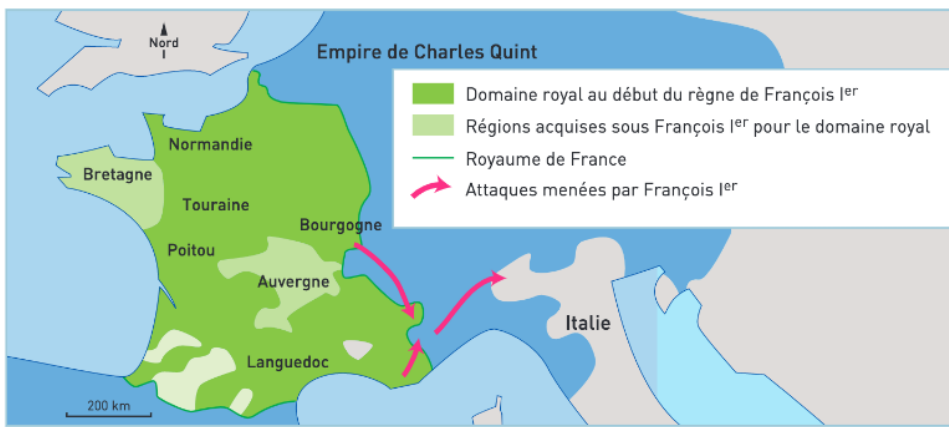 Nord
Empire de Charles Quint
Domaine royal au début du règne de François Ier
Régions acquises sous François Ier pour le domaine royal
Royaume de France
Attaques menées par François Ier
Normandie
Bretagne
Touraine
Bourgogne
Poitou
Auvergne
Italie
Languedoc
200 km